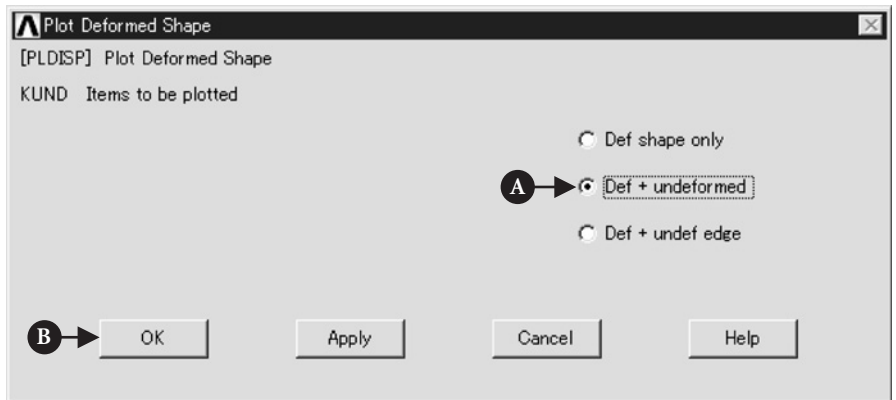 Plot Deformed Shape
[PLDISP] Plot Deformed Shape
KUND Items to be plotted
Def shape only
A Def + undeformed
Def + undef edge
B OK Apply Cancel Help